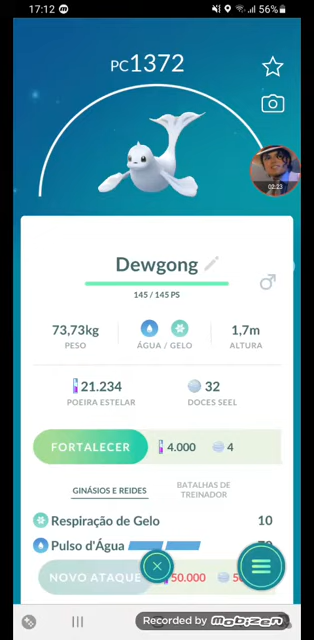 17:12 56%
PC1372
02:23
Dewgong
145 / 145 PS
73,73kg 1,7m
PESO ÁGUA / GELO ALTURA
21.234 32
POEIRA ESTELAR DOCES SEEL
FORTALECER 4.000 4
GINÁSIOS E REIDES BATALHAS DE TREINADOR
Respiração de Gelo 10
Pulso d'Água
NOVO ATAQUE 50.000
Recorded by MOBIZEN